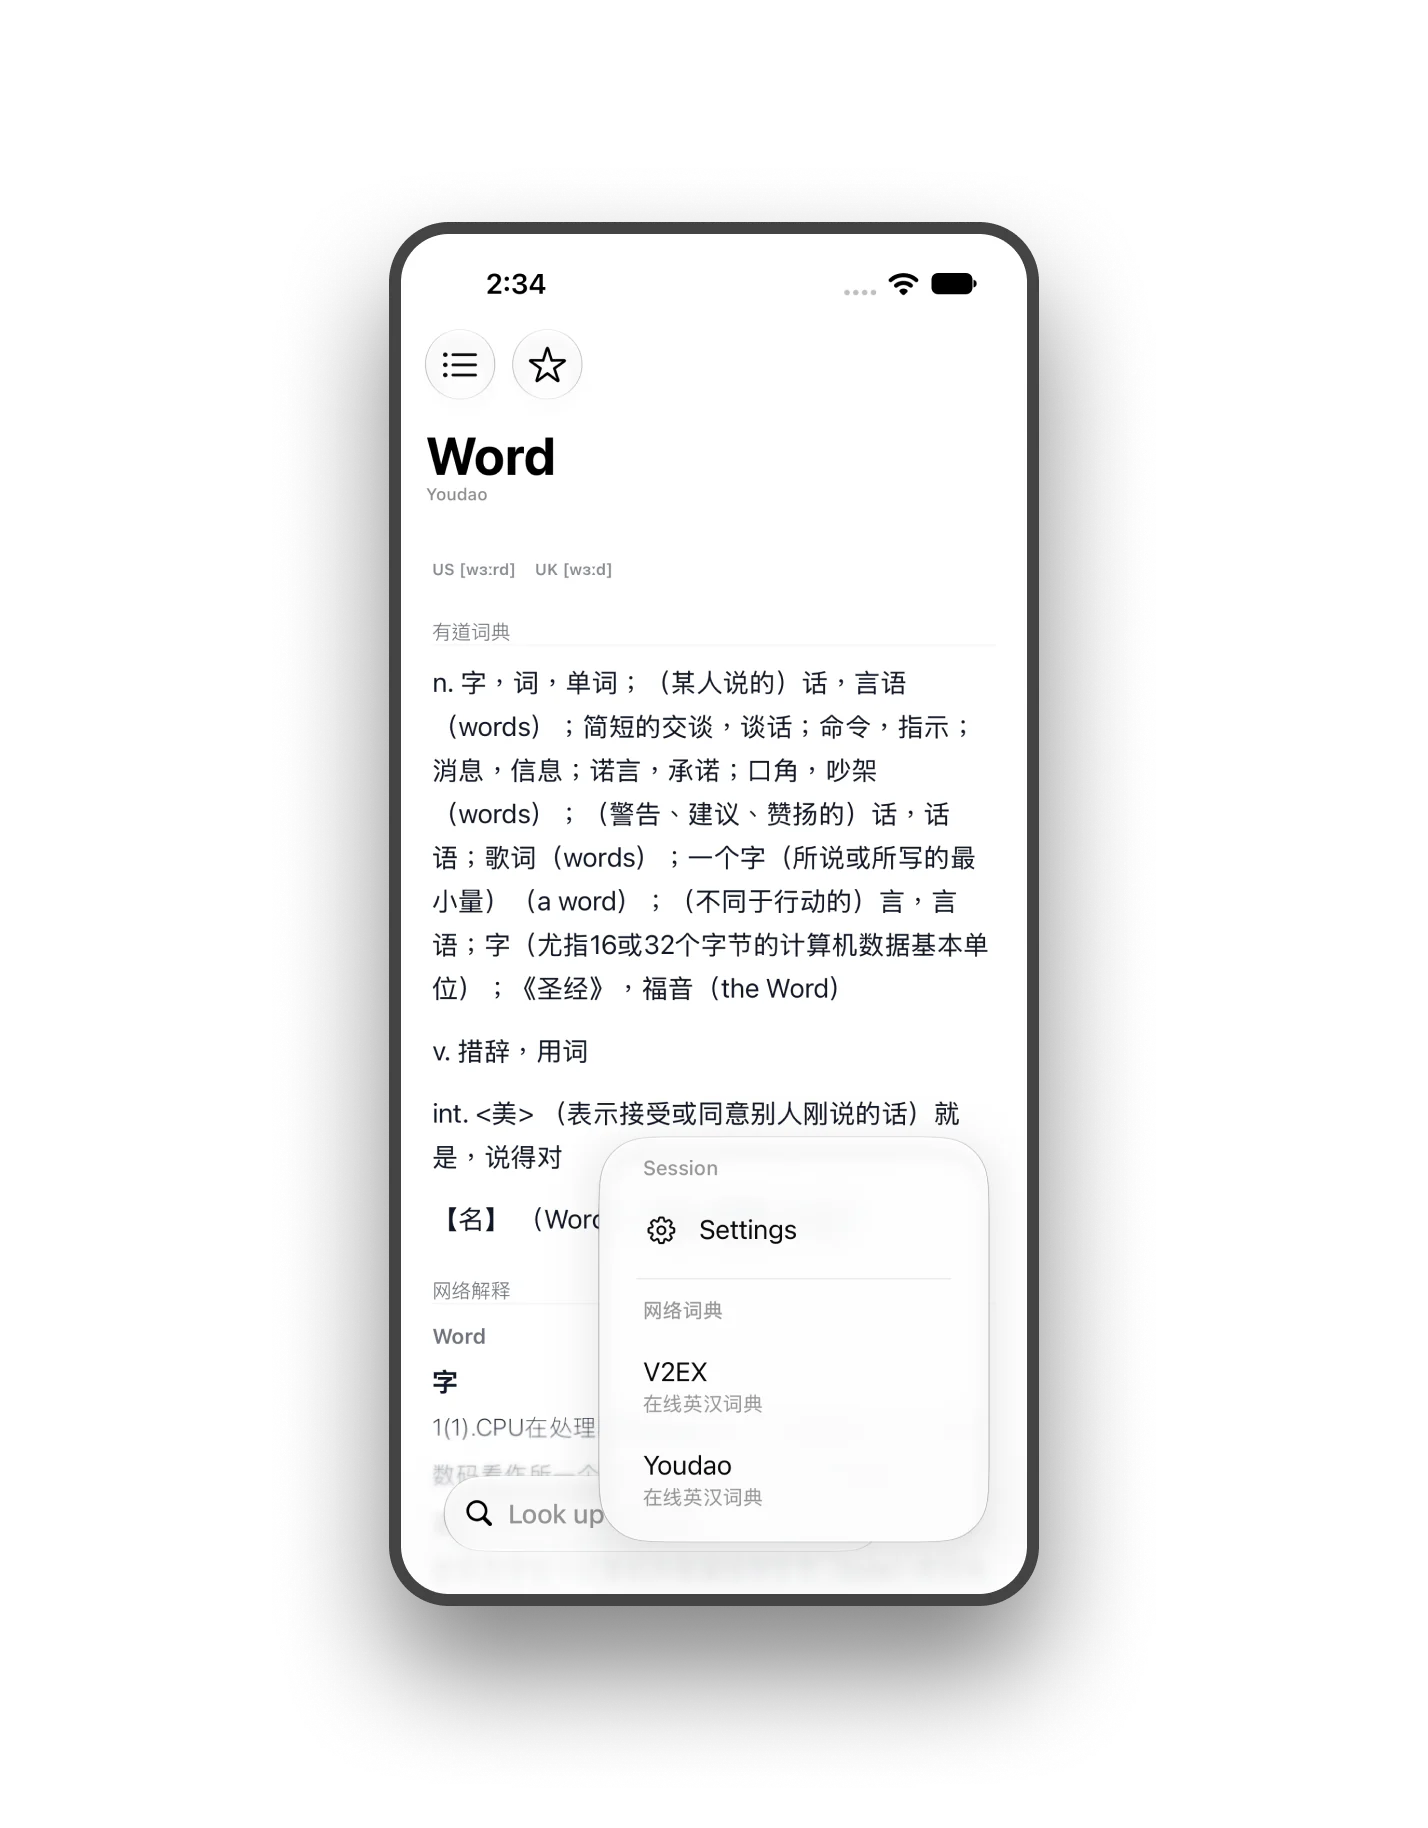 2:34
Word
Youdao
US [wɜːrd] UK [wɜːd]
有道词典
n. 字，词，单词；（某人说的）话，言语
（words）；简短的交谈，谈话；命令，指示；
消息，信息；诺言，承诺；口角，吵架
（words）；（警告、建议、赞扬的）话，话
语；歌词（words）；一个字（所说或所写的最
小量）（a word）；（不同于行动的）言，言
语；字（尤指16或32个字节的计算机数据基本单
位）；《圣经》，福音（the Word）
v. 措辞，用词
int. <美>（表示接受或同意别人刚说的话）就
是，说得对
【名】（Word
网络解释
Word
字
1(1).CPU在处理
数码看作所一个
Look up
Session
Settings
网络词典
V2EX
在线英汉词典
Youdao
在线英汉词典